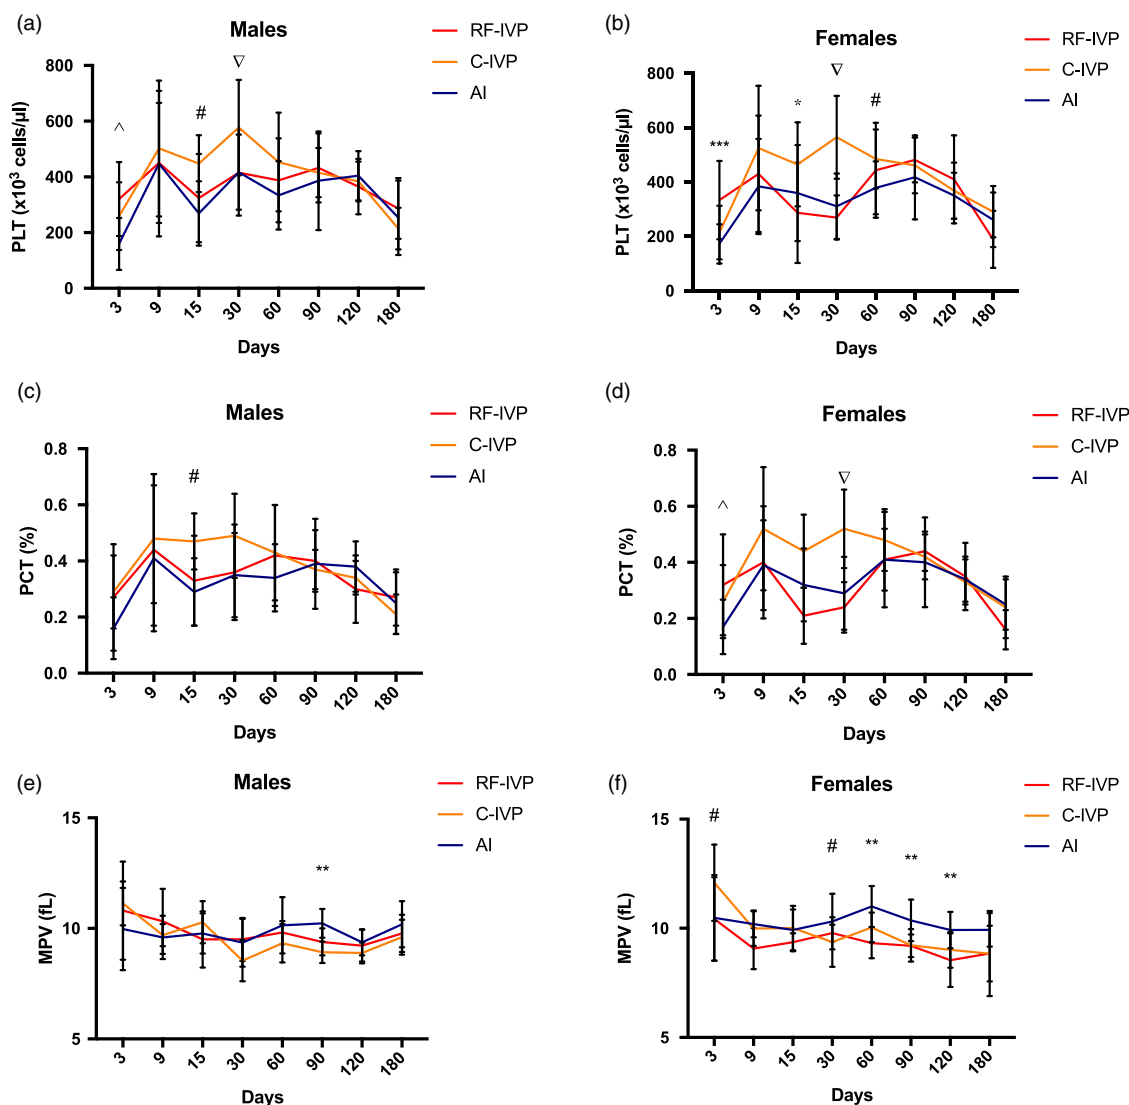 (a)
Males
RF-IVP
C-IVP
AI
PLT (x10³ cells/µl)
800
600
400
200
0
^
#
∇
3 9 15 30 60 90 120 180
Days
(b)
Females
RF-IVP
C-IVP
AI
PLT (x10³ cells/µl)
800
600
400
200
0
***
*
∇
#
3 9 15 30 60 90 120 180
Days
(c)
Males
RF-IVP
C-IVP
AI
PCT (%)
0.8
0.6
0.4
0.2
0.0
#
3 9 15 30 60 90 120 180
Days
(d)
Females
RF-IVP
C-IVP
AI
PCT (%)
0.8
0.6
0.4
0.2
0.0
^
∇
3 9 15 30 60 90 120 180
Days
(e)
Males
RF-IVP
C-IVP
AI
MPV (fL)
15
10
5
**
3 9 15 30 60 90 120 180
Days
(f)
Females
RF-IVP
C-IVP
AI
MPV (fL)
15
10
5
#
#
**
**
**
3 9 15 30 60 90 120 180
Days